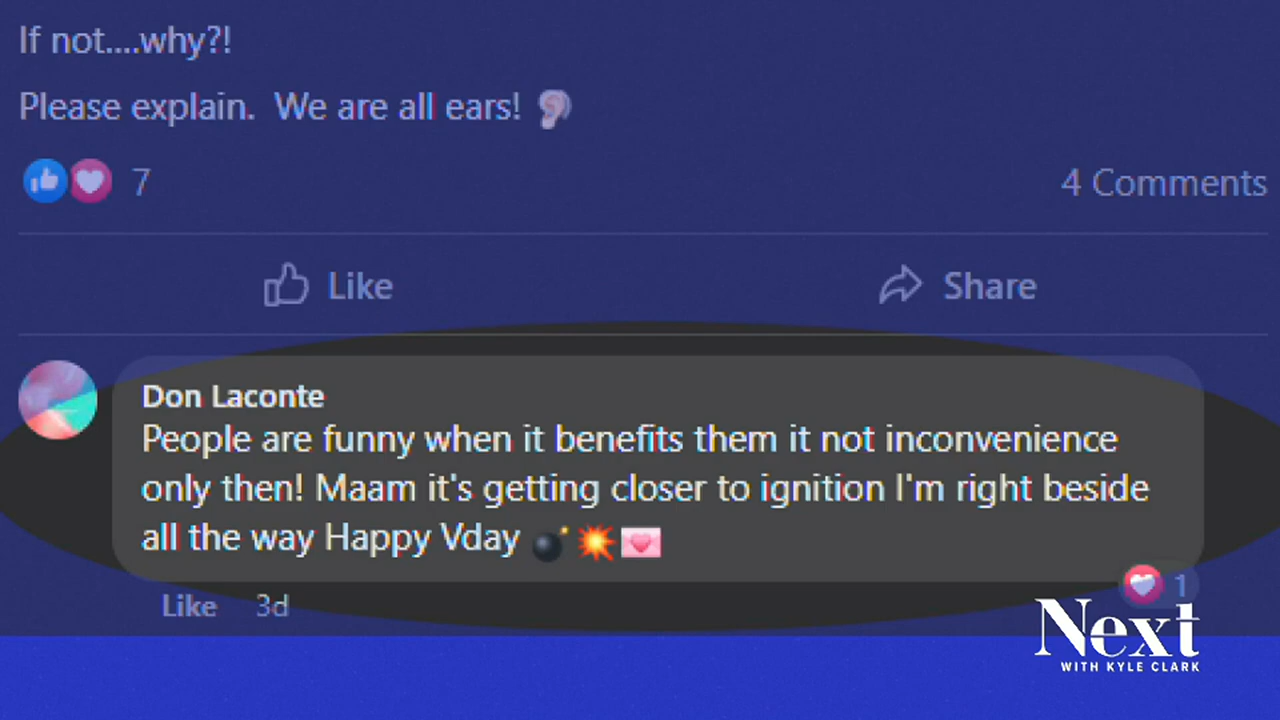 If not....why?!
Please explain. We are all ears! 👂
7
4 Comments
Like
Share
Don Laconte
People are funny when it benefits them it not inconvenience
only then! Maam it's getting closer to ignition I'm right beside
all the way Happy Vday 💣💥💌
1
Like 3d
Next
WITH KYLE CLARK